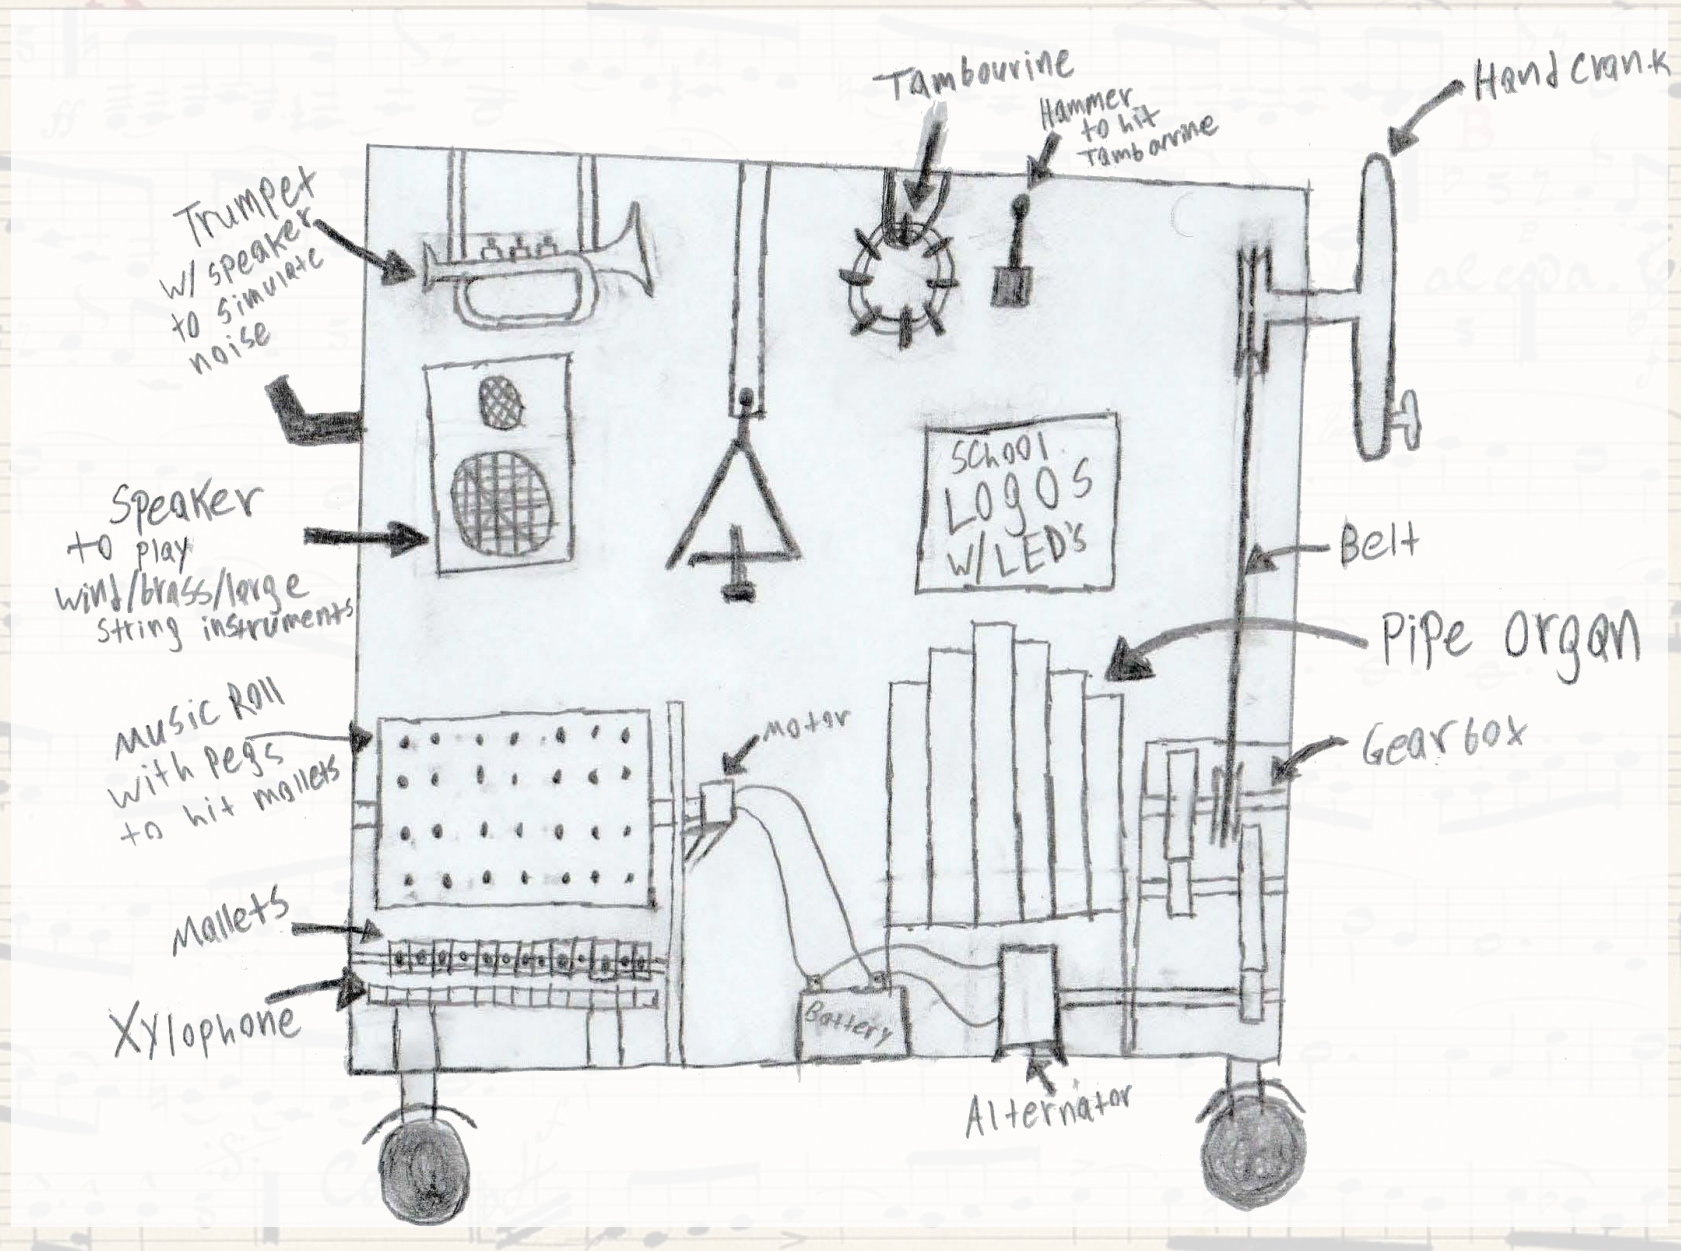 Tambourine
Hammer
to hit
Tambarrine
Hand Crank
Trumpet
w/ speaker
to simulate
noise
School
Logos
w/ LED's
Speaker
to play
wind/brass/large
string instruments
Belt
Pipe organ
Music Roll
with pegs
to hit mallets
Motor
Gearbox
Mallets
Xylophone
Battery
Alternator